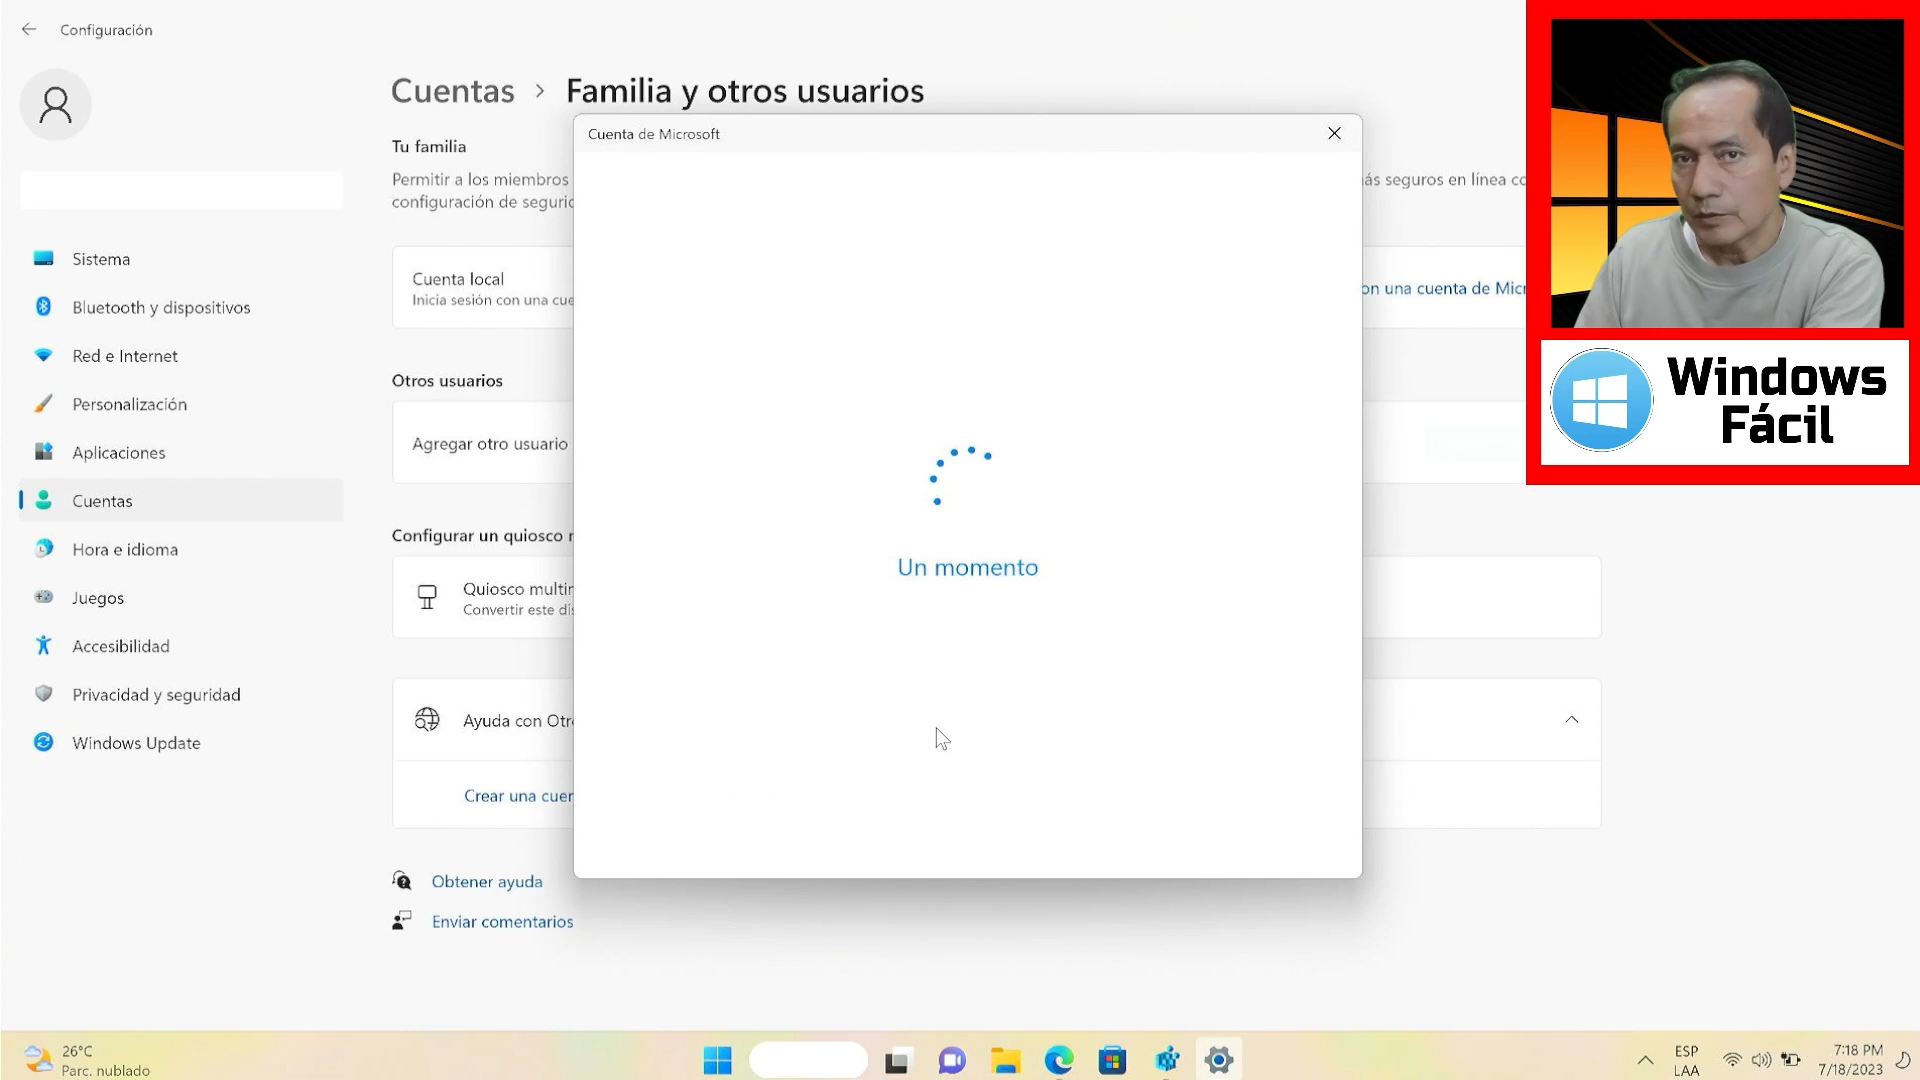 Configuración
Cuentas > Familia y otros usuarios
Cuenta de Microsoft
Tu familia
Permitir a los miembros
ás seguros en línea co
configuración de seguric
Sistema
Bluetooth y dispositivos
Red e Internet
Personalización
Aplicaciones
Cuentas
Hora e idioma
Juegos
Accesibilidad
Privacidad y seguridad
Windows Update
Cuenta local
Inicia sesión con una cue
on una cuenta de Micr
Otros usuarios
Agregar otro usuario
Configurar un quiosco
Quiosco multin
Convertir este dis
Ayuda con Otr
Crear una cuen
Obtener ayuda
Enviar comentarios
Un momento
Windows
Fácil
26°C
Parc. nublado
ESP
LAA
7:18 PM
7/18/2023